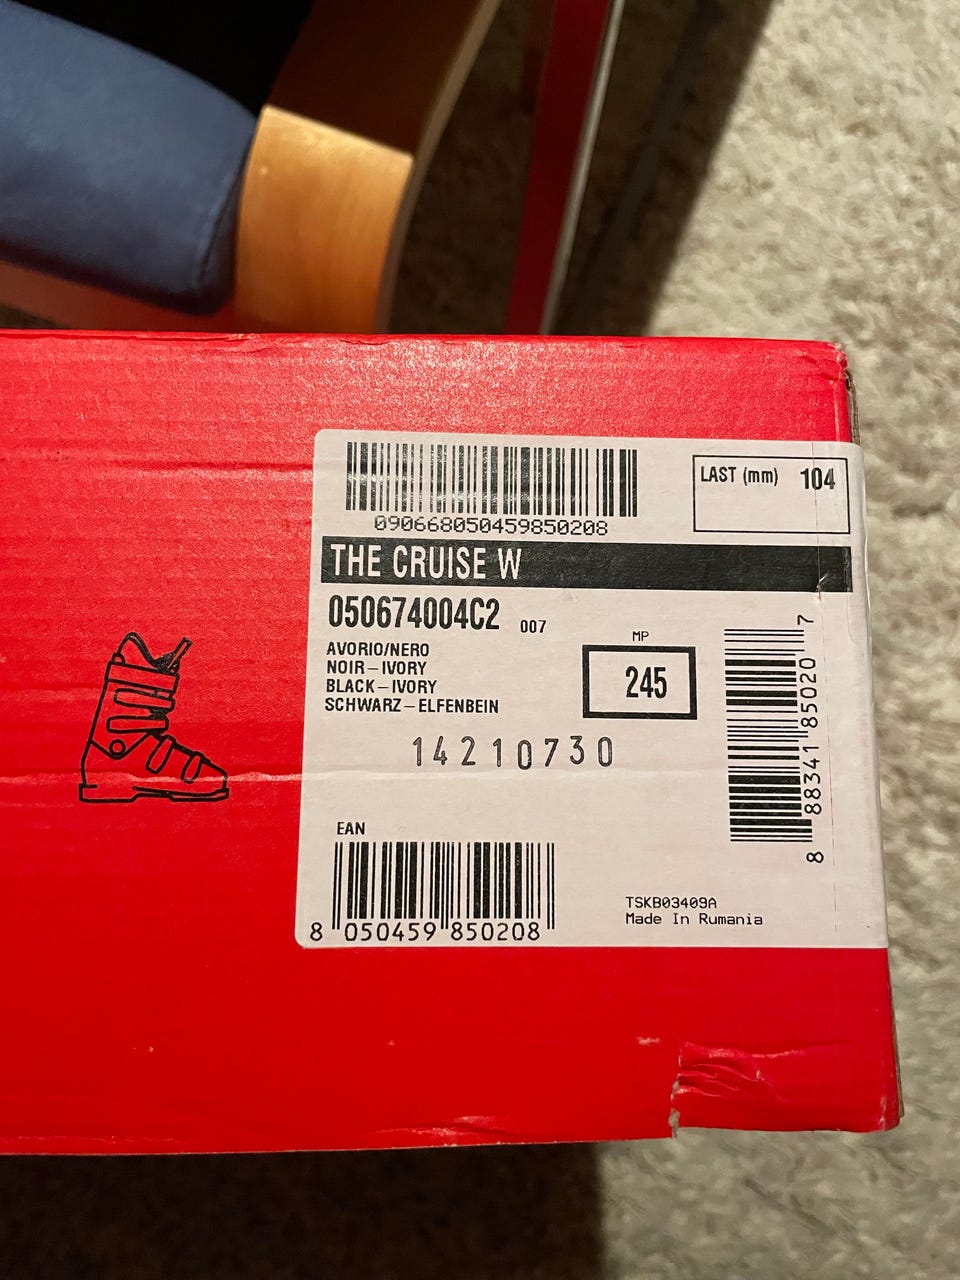 090668050459850208
LAST (mm) 104
THE CRUISE W
050674004C2 007
AVORIO/NERO
NOIR-IVORY
BLACK-IVORY
SCHWARZ-ELFENBEIN
MP
245
14210730
8 88341 85020 7
EAN
8 050459 850208
TSKB03409A
Made In Rumania